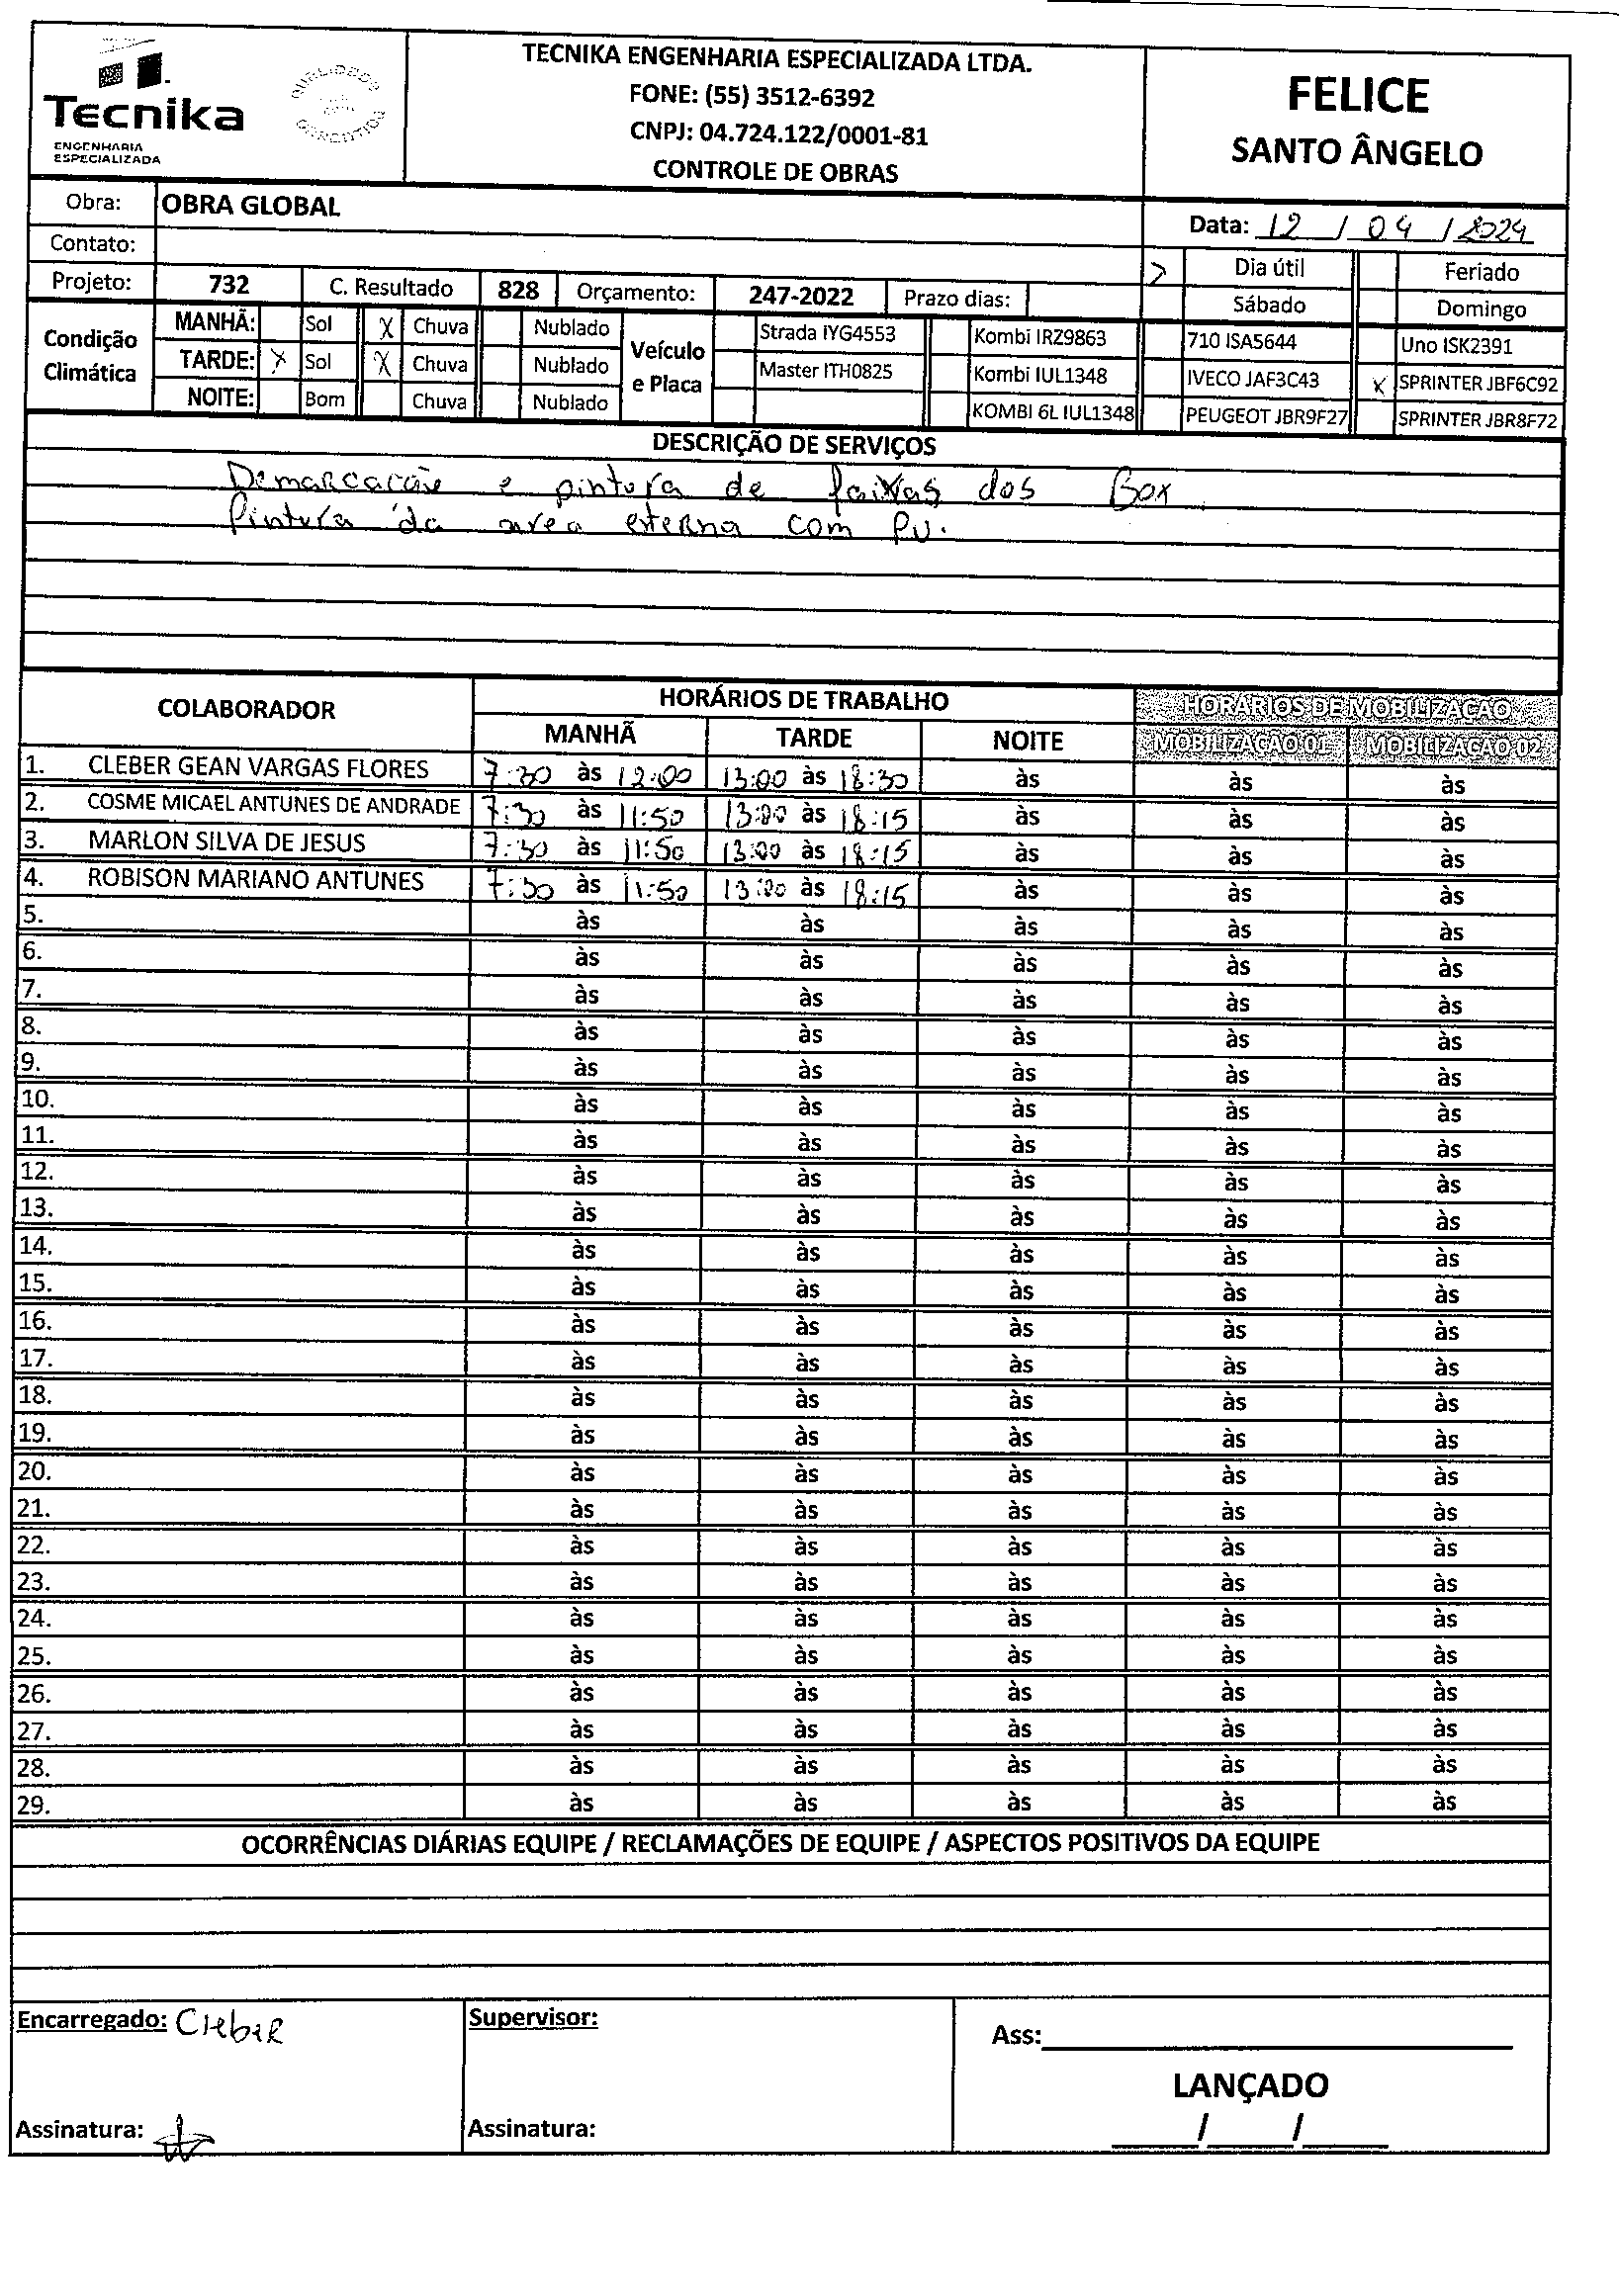 Tecnika
ENGENHARIA
ESPECIALIZADA
QUALIDADE
TECNIKA ENGENHARIA ESPECIALIZADA LTDA.
FONE: (55) 3512-6392
CNPJ: 04.724.122/0001-81
CONTROLE DE OBRAS
FELICE
SANTO ÂNGELO
Obra: OBRA GLOBAL
Data: 12 / 04 / 2024
Contato:
Dia útil Feriado
Projeto: 732 C. Resultado 828 Orçamento: 247-2022 Prazo dias:
Sábado Domingo
Condição Climática
MANHÃ: Sol X Chuva Nublado
TARDE: X Sol X Chuva Nublado
NOITE: Bom Chuva Nublado
Veículo e Placa
Strada IYG4553 Kombi IRZ9863 710 ISA5644 Uno ISK2391
Master ITH0825 Kombi IUL1348 IVECO JAF3C43 X SPRINTER JBF6C92
KOMBI 6L IUL1348 PEUGEOT JBR9F27 SPRINTER JBR8F72
DESCRIÇÃO DE SERVIÇOS
Demarcação e pintura de faixas dos Box
Pintura da area esterna com PU.
COLABORADOR HORÁRIOS DE TRABALHO HORÁRIOS DE MOBILIZAÇÃO
MANHÃ TARDE NOITE MOBILIZAÇÃO 01 MOBILIZAÇÃO 02
1. CLEBER GEAN VARGAS FLORES 7:30 às 12:00 13:00 às 18:30 às às às
2. COSME MICAEL ANTUNES DE ANDRADE 7:30 às 11:50 13:00 às 18:15 às às às
3. MARLON SILVA DE JESUS 7:30 às 11:50 13:00 às 18:15 às às às
4. ROBISON MARIANO ANTUNES 7:30 às 11:50 13:00 às 18:15 às às às
5. às às às às às
6. às às às às às
7. às às às às às
8. às às às às às
9. às às às às às
10. às às às às às
11. às às às às às
12. às às às às às
13. às às às às às
14. às às às às às
15. às às às às às
16. às às às às às
17. às às às às às
18. às às às às às
19. às às às às às
20. às às às às às
21. às às às às às
22. às às às às às
23. às às às às às
24. às às às às às
25. às às às às às
26. às às às às às
27. às às às às às
28. às às às às às
29. às às às às às
OCORRÊNCIAS DIÁRIAS EQUIPE / RECLAMAÇÕES DE EQUIPE / ASPECTOS POSITIVOS DA EQUIPE
Encarregado: Cleber
Supervisor:
Ass:
LANÇADO
Assinatura:
Assinatura:
/ /